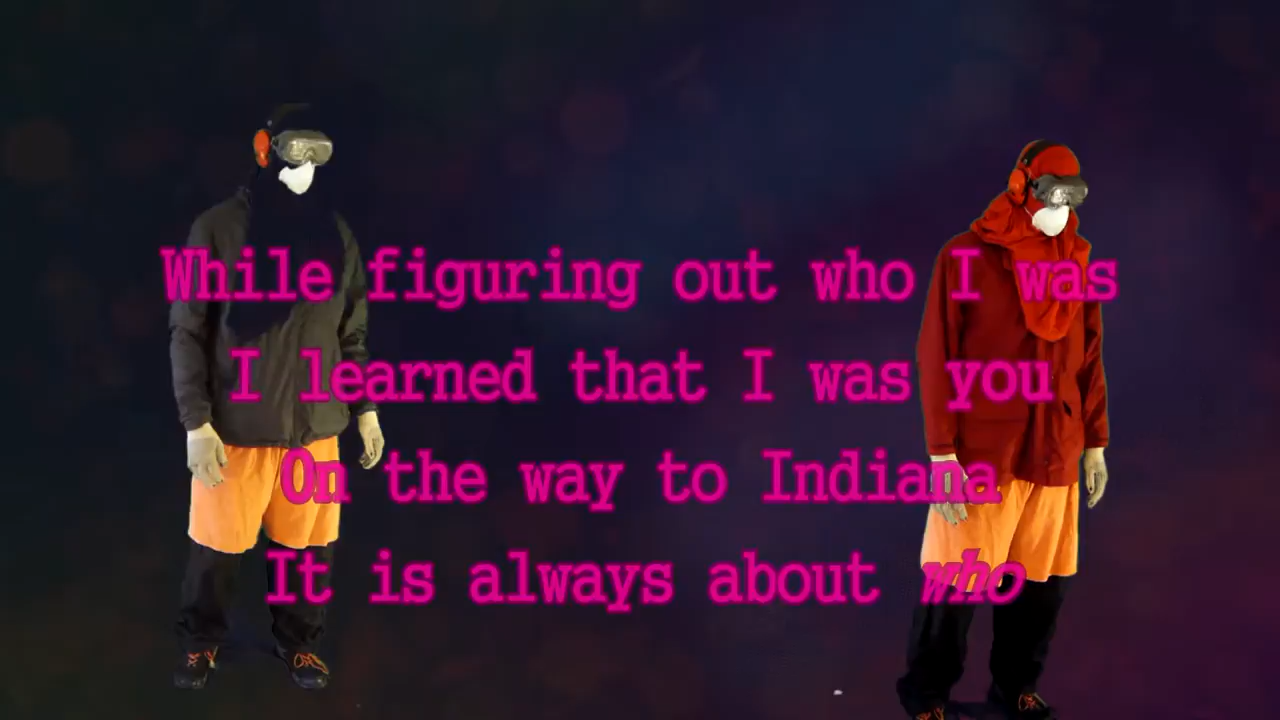 While figuring out who I was
I learned that I was you
On the way to Indiana
It is always about who